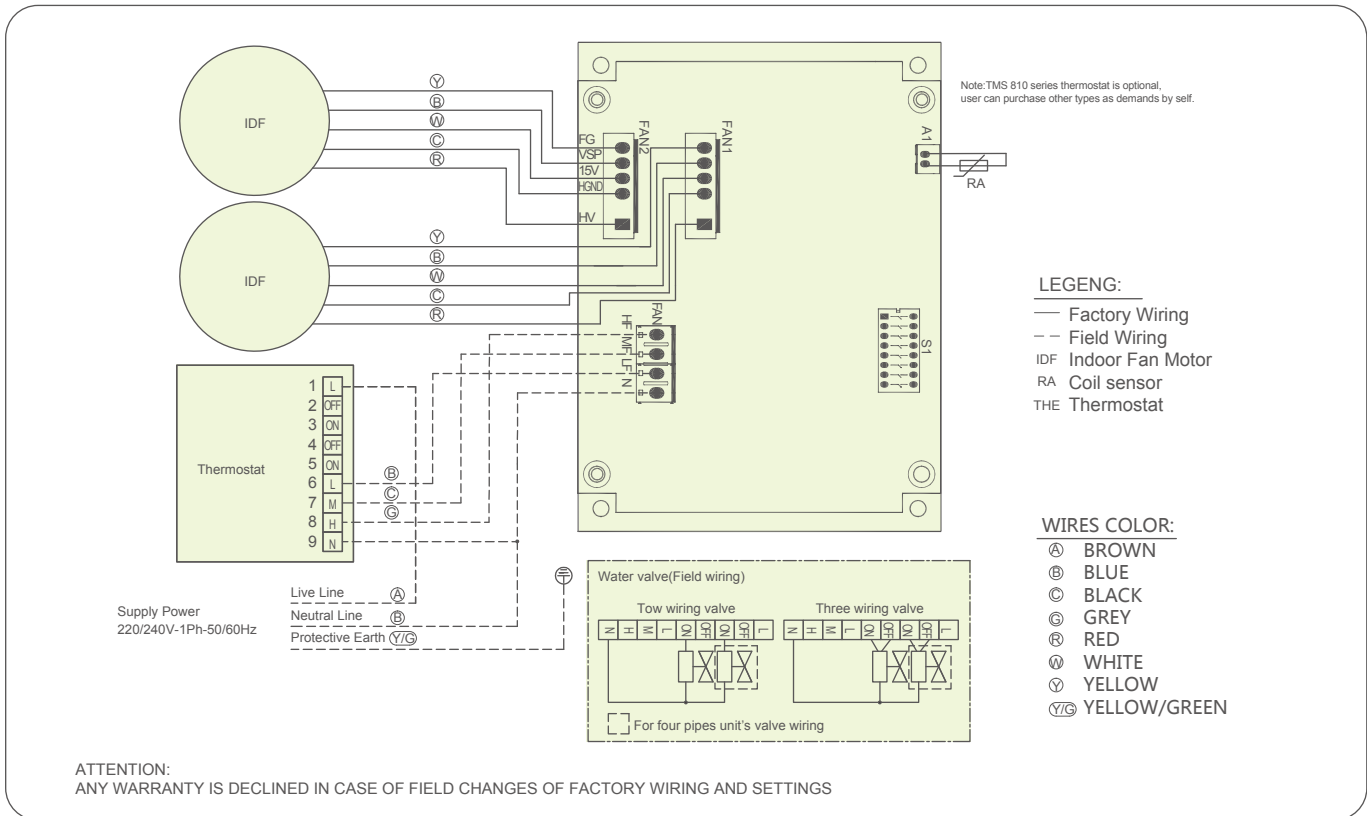 Note:TMS 810 series thermostat is optional,
user can purchase other types as demands by self.
IDF
Ⓨ
Ⓑ
Ⓦ
Ⓒ
Ⓡ
FG
VSP
15V
HGND
HV
FAN2
FAN1
A1
RA
IDF
Ⓨ
Ⓑ
Ⓦ
Ⓒ
Ⓡ
HF
MF
LF
N
FAN
S1
Thermostat
1 L
2 OFF
3 ON
4 OFF
5 ON
6 L
7 M
8 H
9 N
Ⓑ
Ⓒ
Ⓖ
Supply Power
220/240V-1Ph-50/60Hz
Live Line Ⓐ
Neutral Line Ⓑ
Protective Earth (Y/G)
Water valve(Field wiring)
Tow wiring valve
N H M L ON OFF ON OFF L
Three wiring valve
N H M L ON OFF ON OFF L
For four pipes unit's valve wiring
LEGENG:
Factory Wiring
Field Wiring
IDF Indoor Fan Motor
RA Coil sensor
THE Thermostat
WIRES COLOR:
Ⓐ BROWN
Ⓑ BLUE
Ⓒ BLACK
Ⓖ GREY
Ⓡ RED
Ⓦ WHITE
Ⓨ YELLOW
(Y/G) YELLOW/GREEN
ATTENTION:
ANY WARRANTY IS DECLINED IN CASE OF FIELD CHANGES OF FACTORY WIRING AND SETTINGS